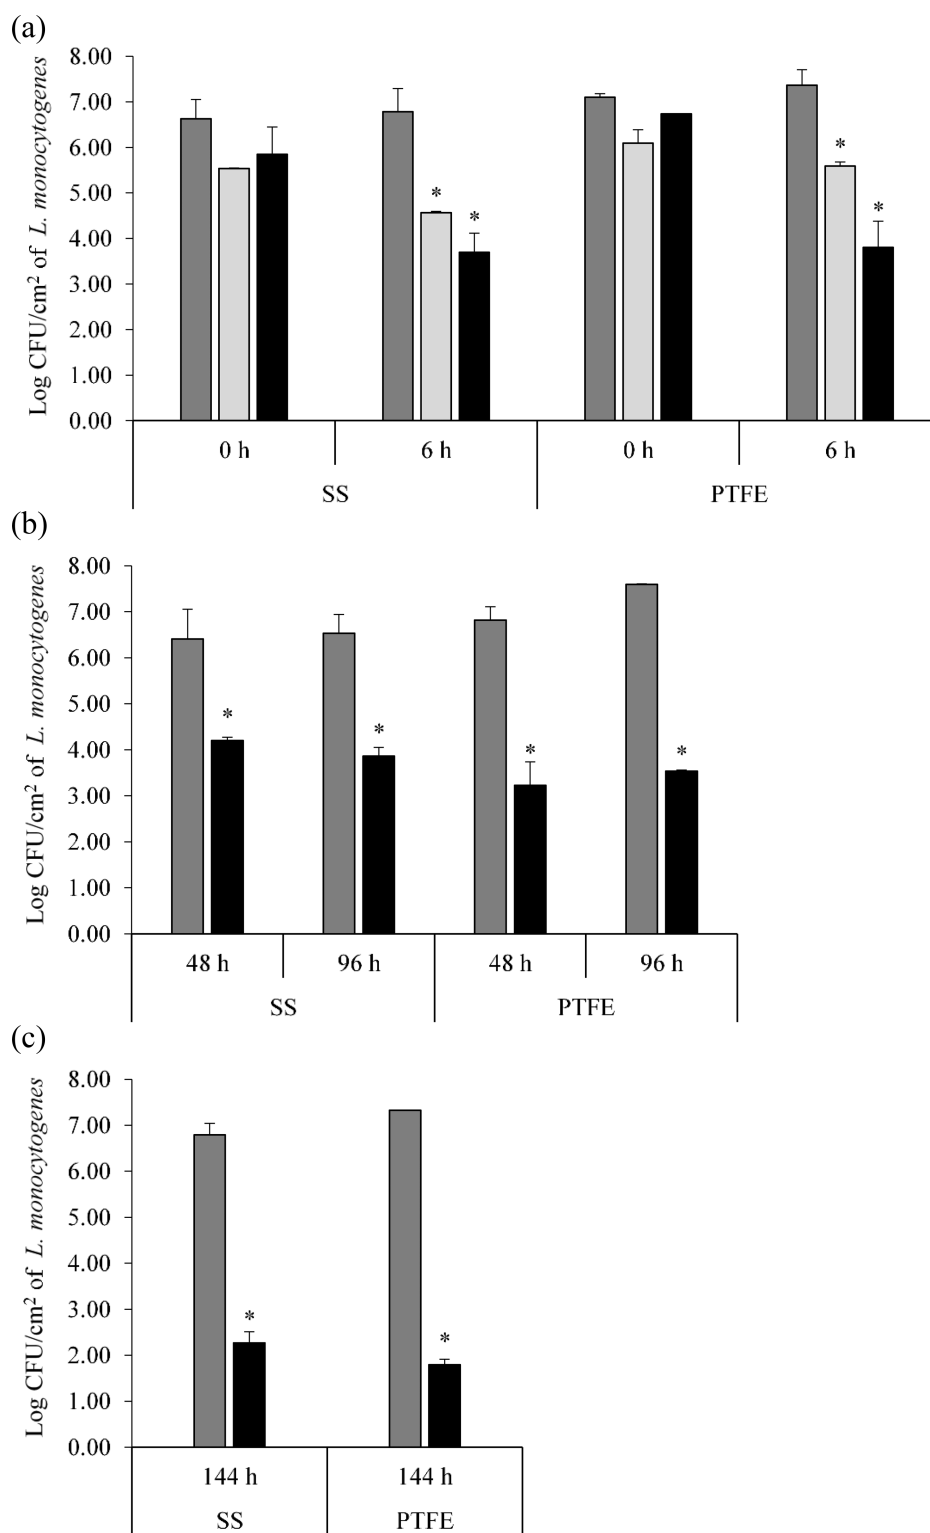 (a)
Log CFU/cm² of L. monocytogenes
8.00
7.00
6.00
5.00
4.00
3.00
2.00
1.00
0.00
* * * *
0 h 6 h 0 h 6 h
SS PTFE
(b)
Log CFU/cm² of L. monocytogenes
8.00
7.00
6.00
5.00
4.00
3.00
2.00
1.00
0.00
* * * *
48 h 96 h 48 h 96 h
SS PTFE
(c)
Log CFU/cm² of L. monocytogenes
8.00
7.00
6.00
5.00
4.00
3.00
2.00
1.00
0.00
* *
144 h 144 h
SS PTFE